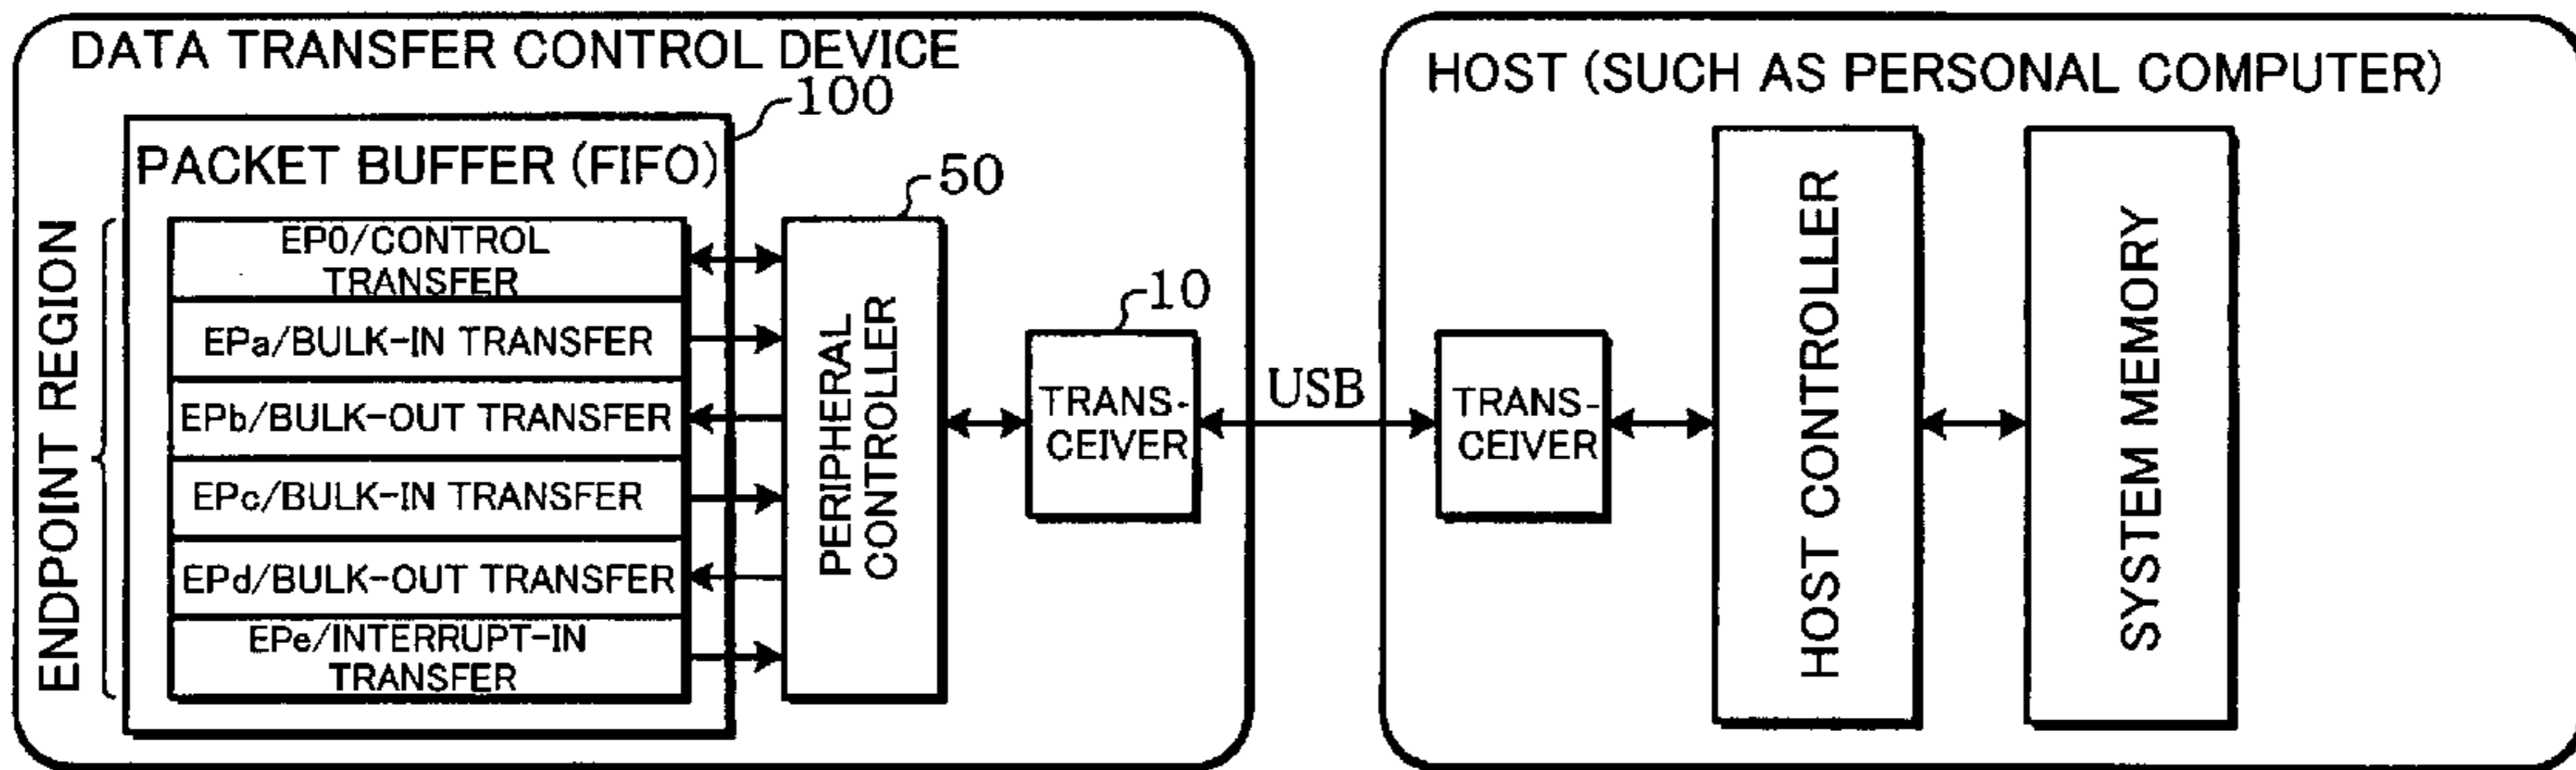 DATA TRANSFER CONTROL DEVICE
100
PACKET BUFFER (FIFO)
ENDPOINT REGION
EP0/CONTROL
TRANSFER
EPa/BULK-IN TRANSFER
EPb/BULK-OUT TRANSFER
EPc/BULK-IN TRANSFER
EPd/BULK-OUT TRANSFER
EPe/INTERRUPT-IN
TRANSFER
50
PERIPHERAL
CONTROLLER
10
TRANS-
CEIVER
USB
HOST (SUCH AS PERSONAL COMPUTER)
TRANS-
CEIVER
HOST CONTROLLER
SYSTEM MEMORY